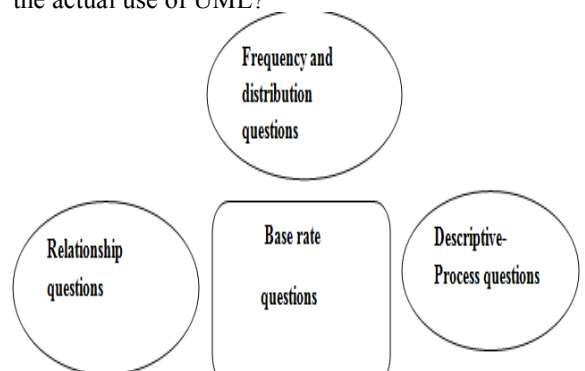 the actual use of UML?
Frequency and
distribution
questions
Relationship
questions
Base rate
questions
Descriptive-
Process questions